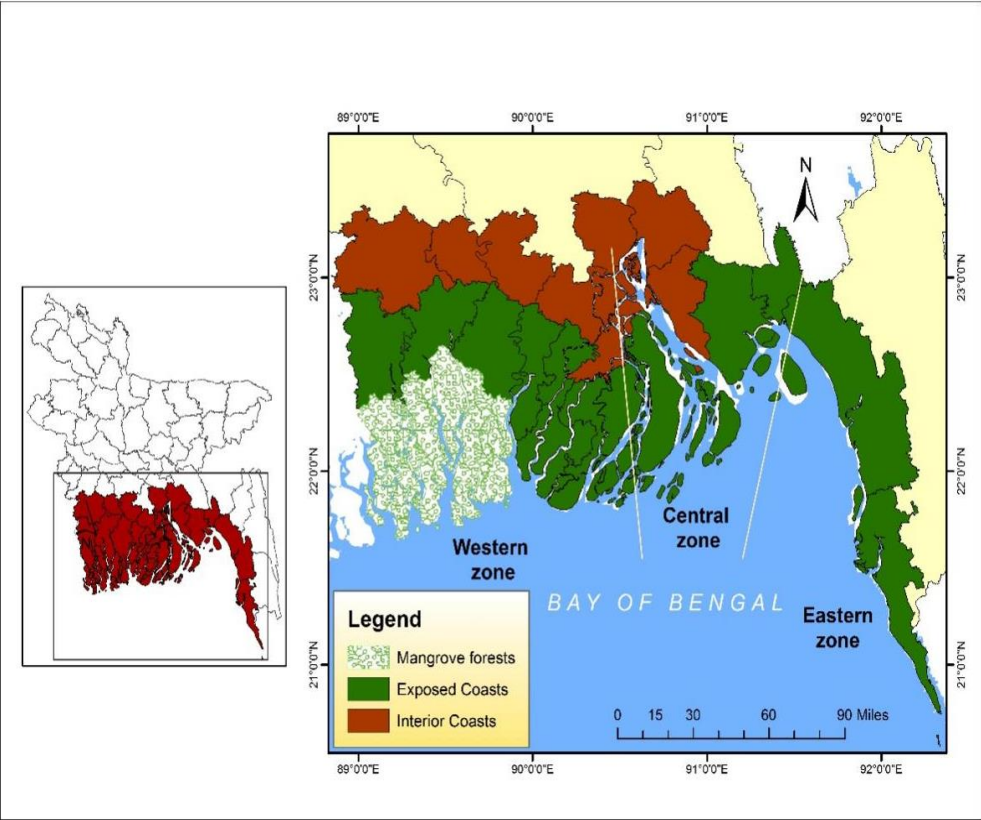 89°0'0"E 90°0'0"E 91°0'0"E 92°0'0"E
N
23°0'0"N
23°0'0"N
22°0'0"N
22°0'0"N
21°0'0"N
21°0'0"N
Western
zone
Central
zone
BAY OF BENGAL
Eastern
zone
Legend
Mangrove forests
Exposed Coasts
Interior Coasts
0 15 30 60 90 Miles
89°0'0"E 90°0'0"E 91°0'0"E 92°0'0"E